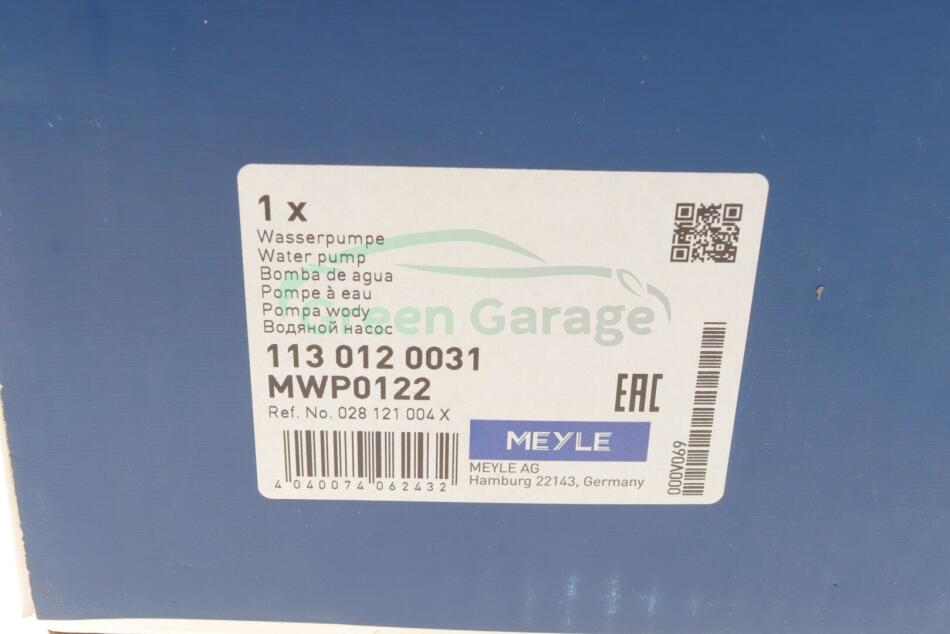 1 x
Wasserpumpe
Water pump
Bomba de agua
Pompe à eau
Pompa wody
Водяной насос
Green Garage
113 012 0031
MWP0122
Ref. No. 028 121 004 X
EAC
MEYLE
MEYLE AG
Hamburg 22143, Germany
4 040074 062432
000V069